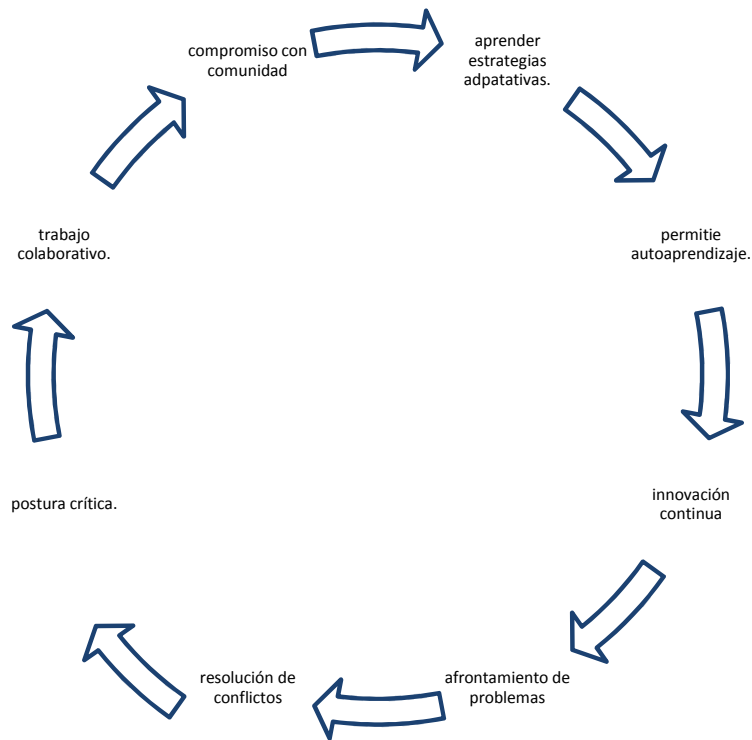 compromiso con
comunidad
aprender
estrategias
adpatativas.
permitie
autoaprendizaje.
innovación
continua
afrontamiento de
problemas
resolución de
conflictos
postura crítica.
trabajo
colaborativo.